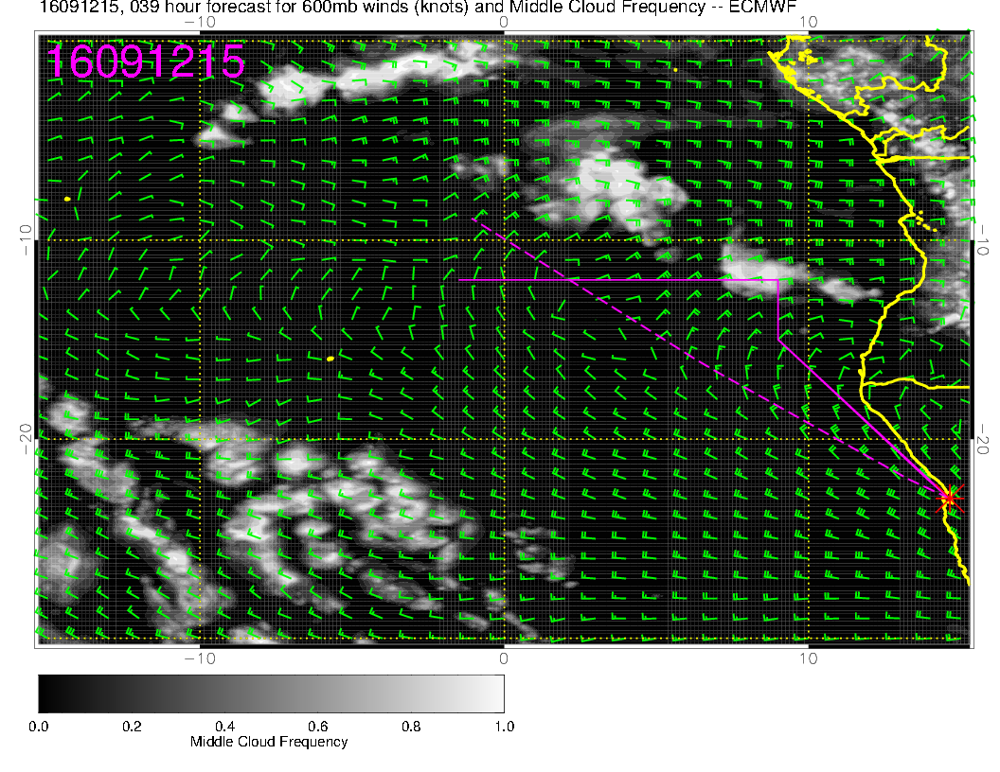 16091215, 039 hour forecast for 600mb winds (knots) and Middle Cloud Frequency -- ECMWF
−10 0 10
16091215
−10 −10
−20 −20
−10 0 10
0.0 0.2 0.4 0.6 0.8 1.0
Middle Cloud Frequency